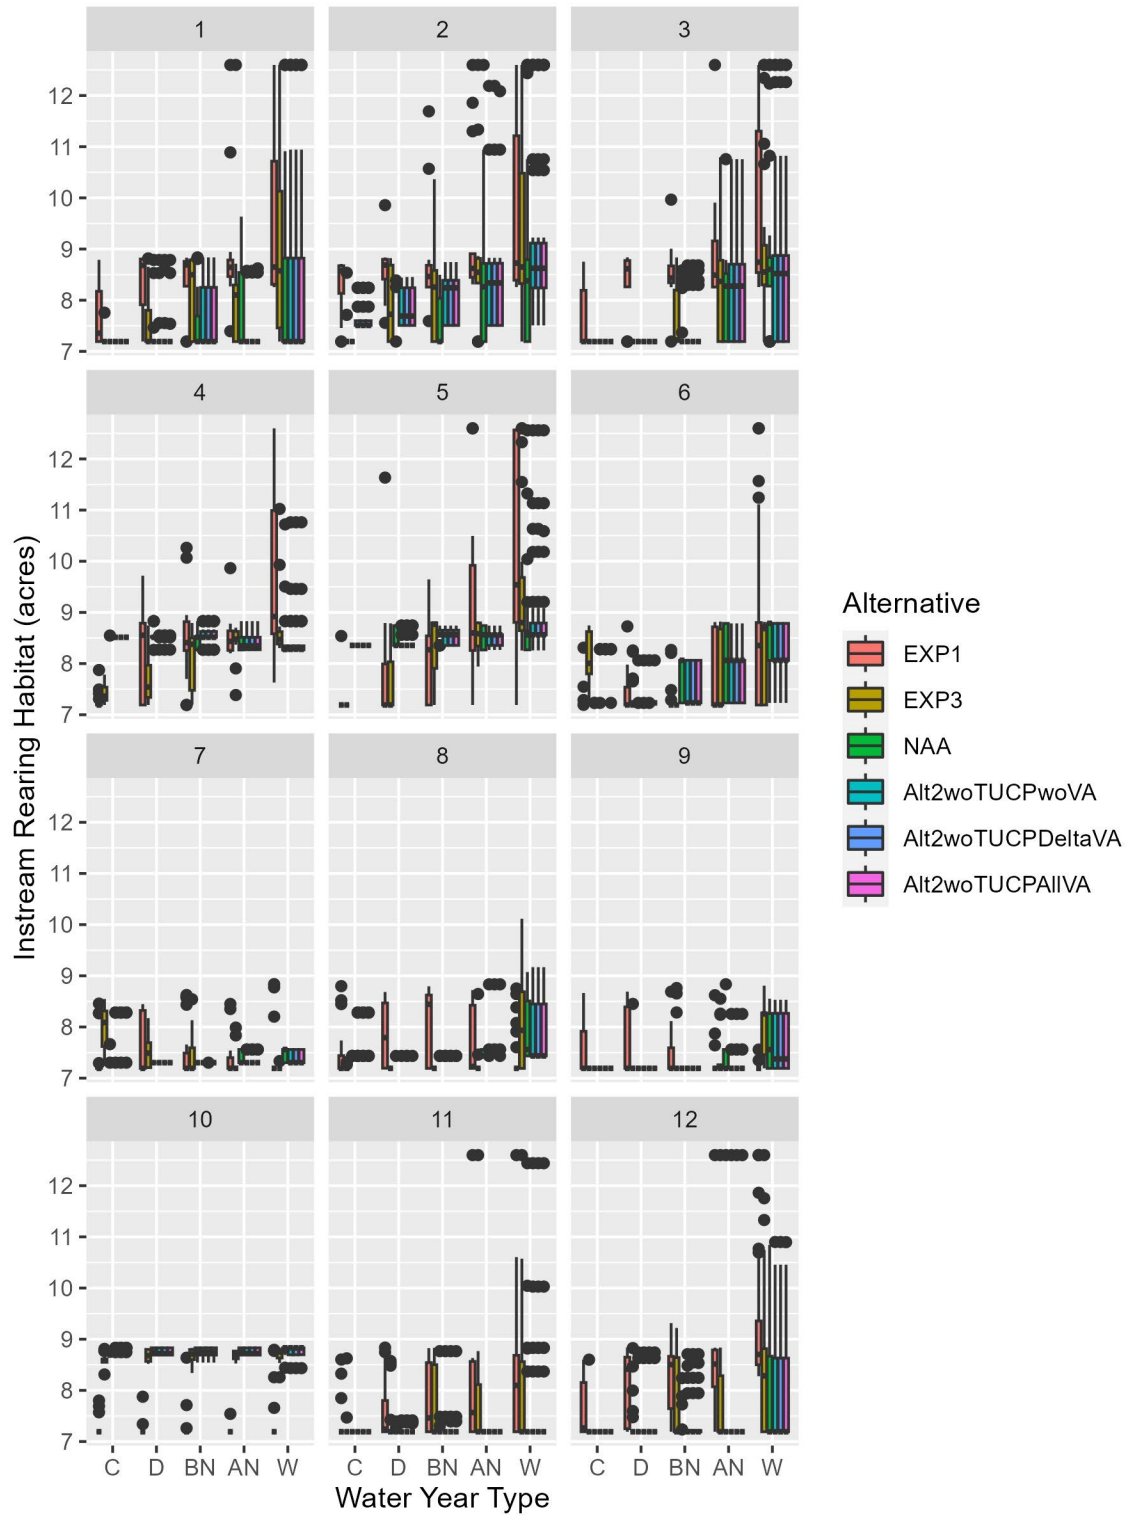 1 2 3
12
11
10
9
8
7
4 5 6
12
11
10
9
8
7
7 8 9
12
11
10
9
8
7
10 11 12
12
11
10
9
8
7
C D BN AN W C D BN AN W C D BN AN W
Water Year Type
Instream Rearing Habitat (acres)
Alternative
EXP1
EXP3
NAA
Alt2woTUCPwoVA
Alt2woTUCPDeltaVA
Alt2woTUCPAllVA